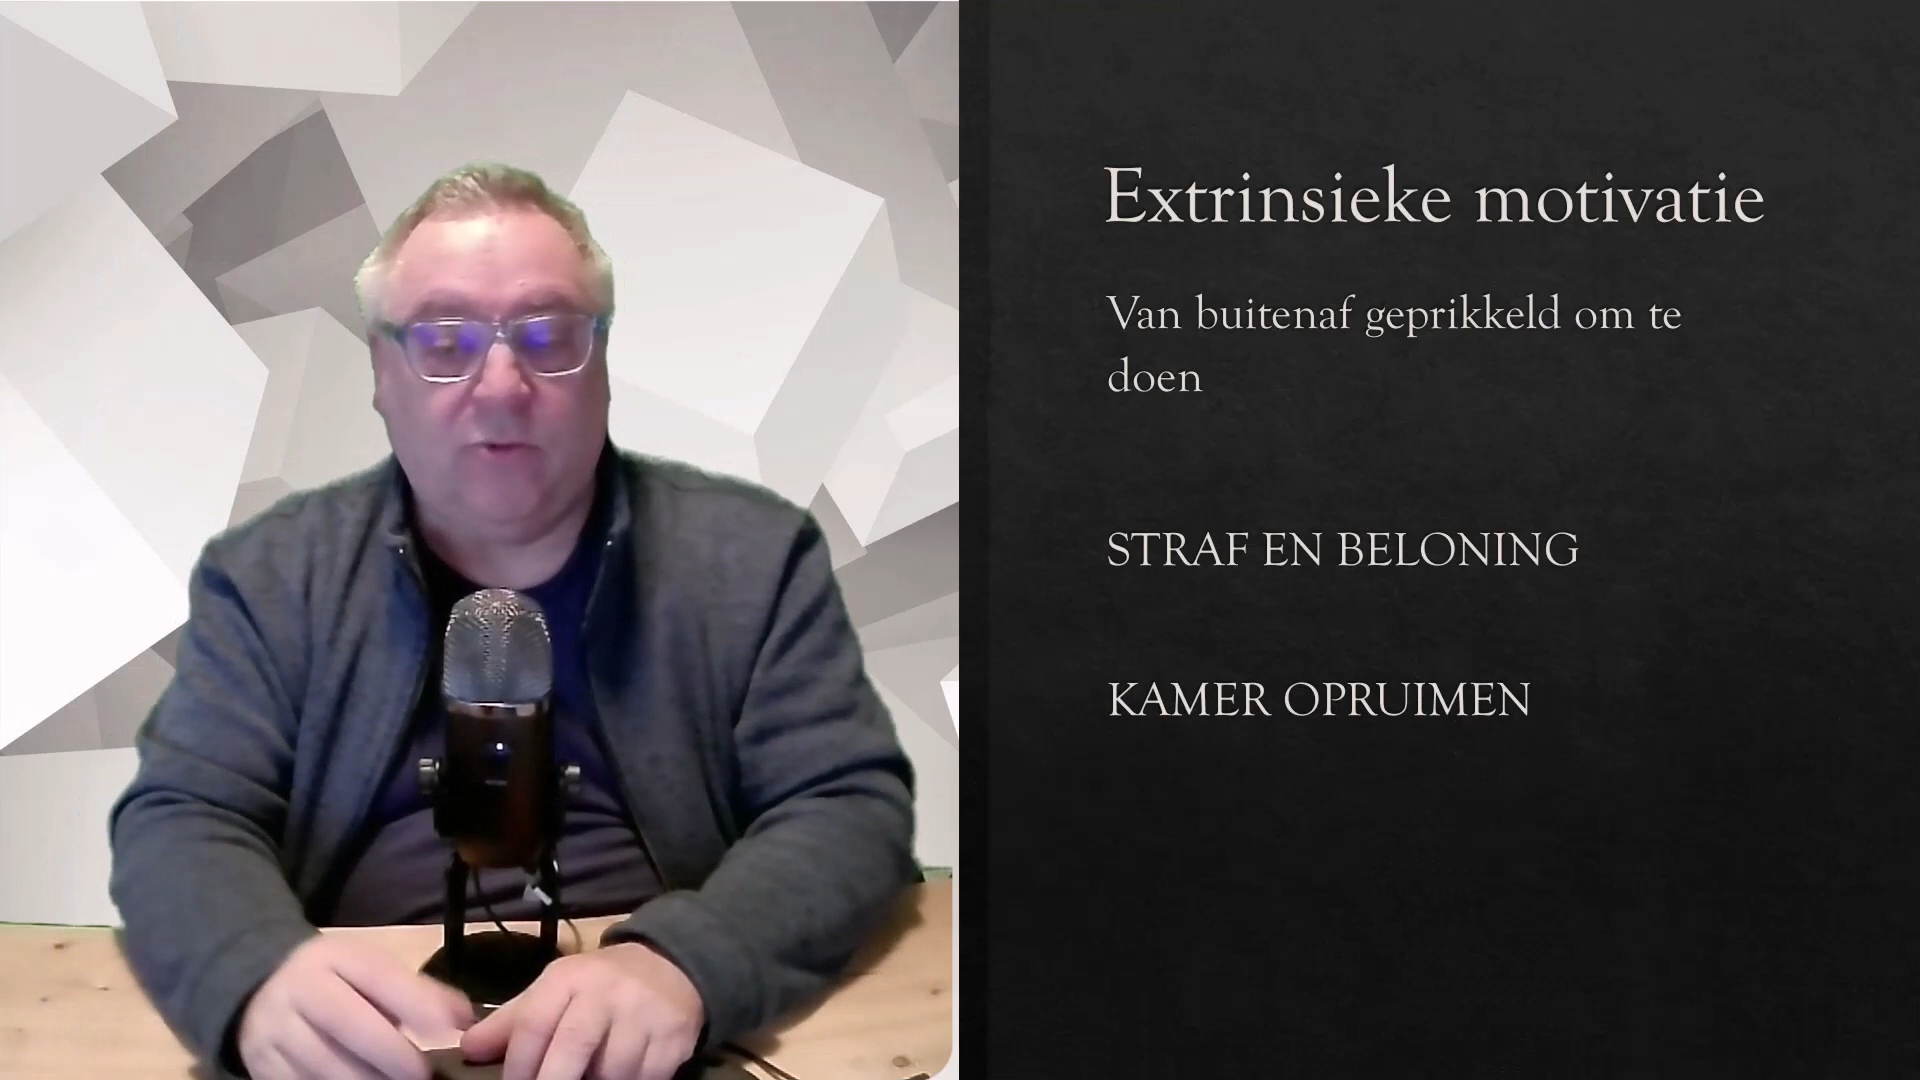 Extrinsieke motivatie
Van buitenaf geprikkeld om te
doen
STRAF EN BELONING
KAMER OPRUIMEN